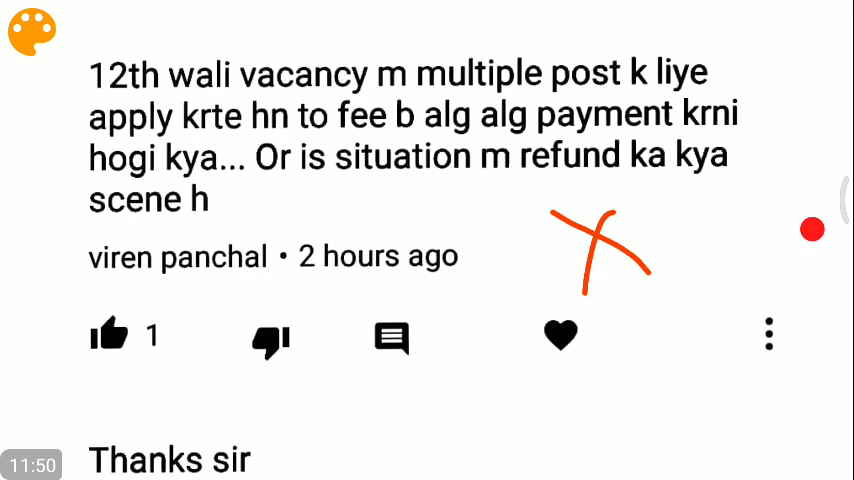 12th wali vacancy m multiple post k liye
apply krte hn to fee b alg alg payment krni
hogi kya... Or is situation m refund ka kya
scene h
viren panchal • 2 hours ago
1
Thanks sir
11:50